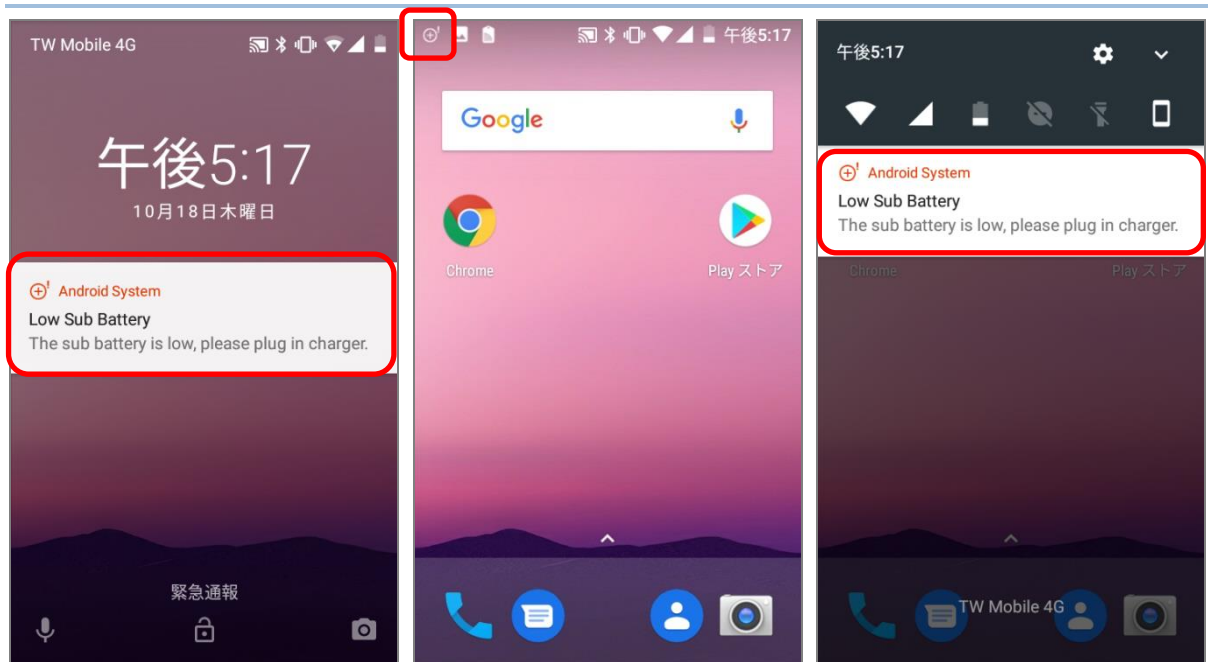 TW Mobile 4G
午後5:17
10月18日木曜日
Android System
Low Sub Battery
The sub battery is low, please plug in charger.
緊急通報
午後5:17
Google
Chrome
Play ストア
午後5:17
Android System
Low Sub Battery
The sub battery is low, please plug in charger.
Chrome
Play ストア
TW Mobile 4G